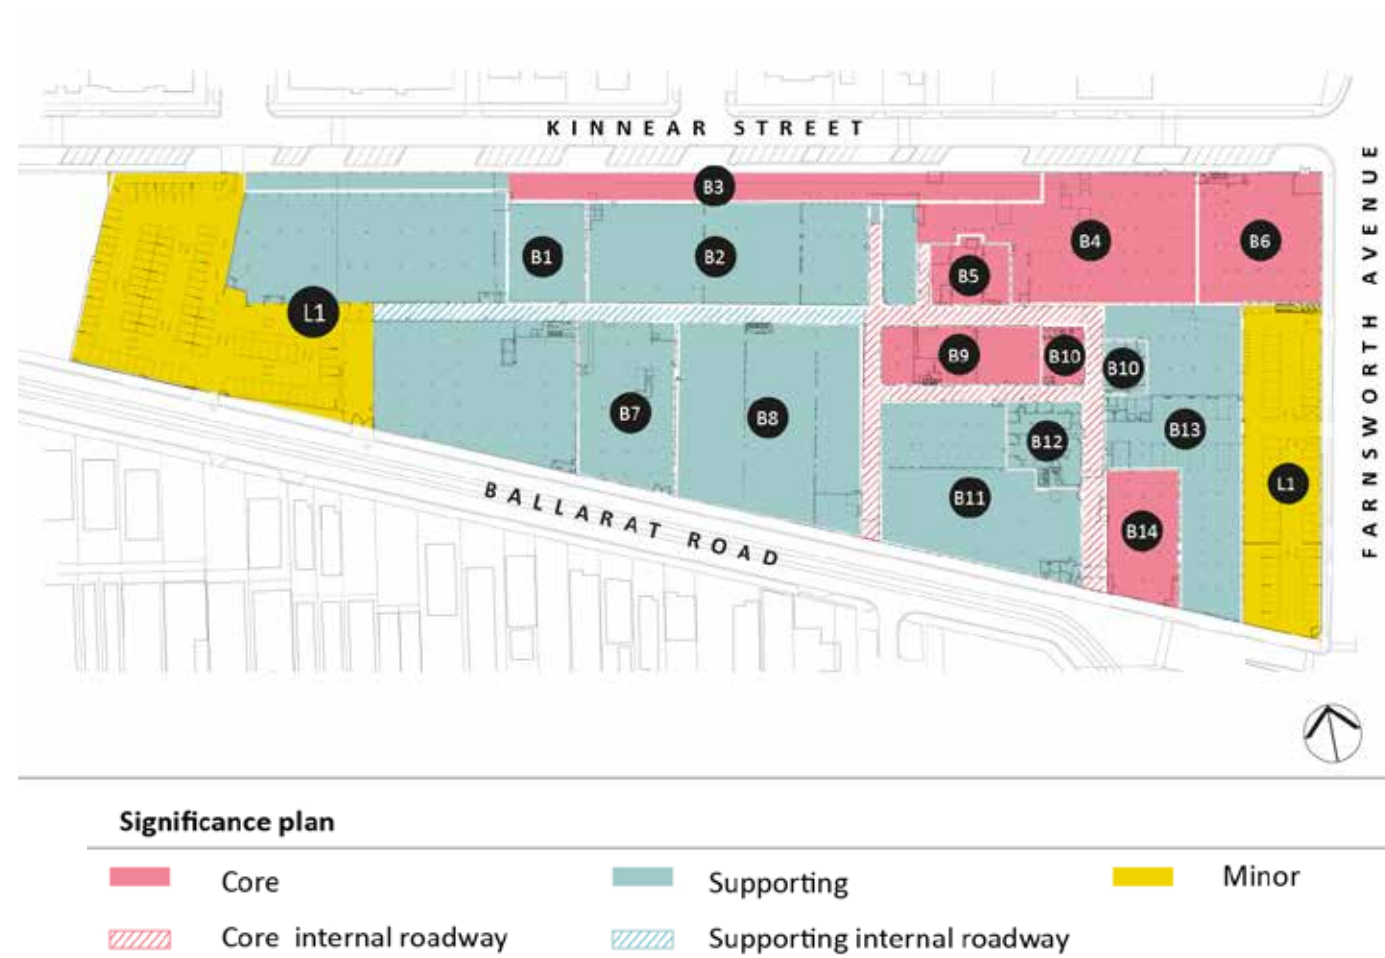 KINNEAR STREET
FARNSWORTH AVENUE
B3
B1
B2
B4
B6
B5
L1
B9
B10
B10
B7
B8
B12
B13
B11
L1
B14
BALLARAT ROAD
Significance plan
Core
Supporting
Minor
Core internal roadway
Supporting internal roadway